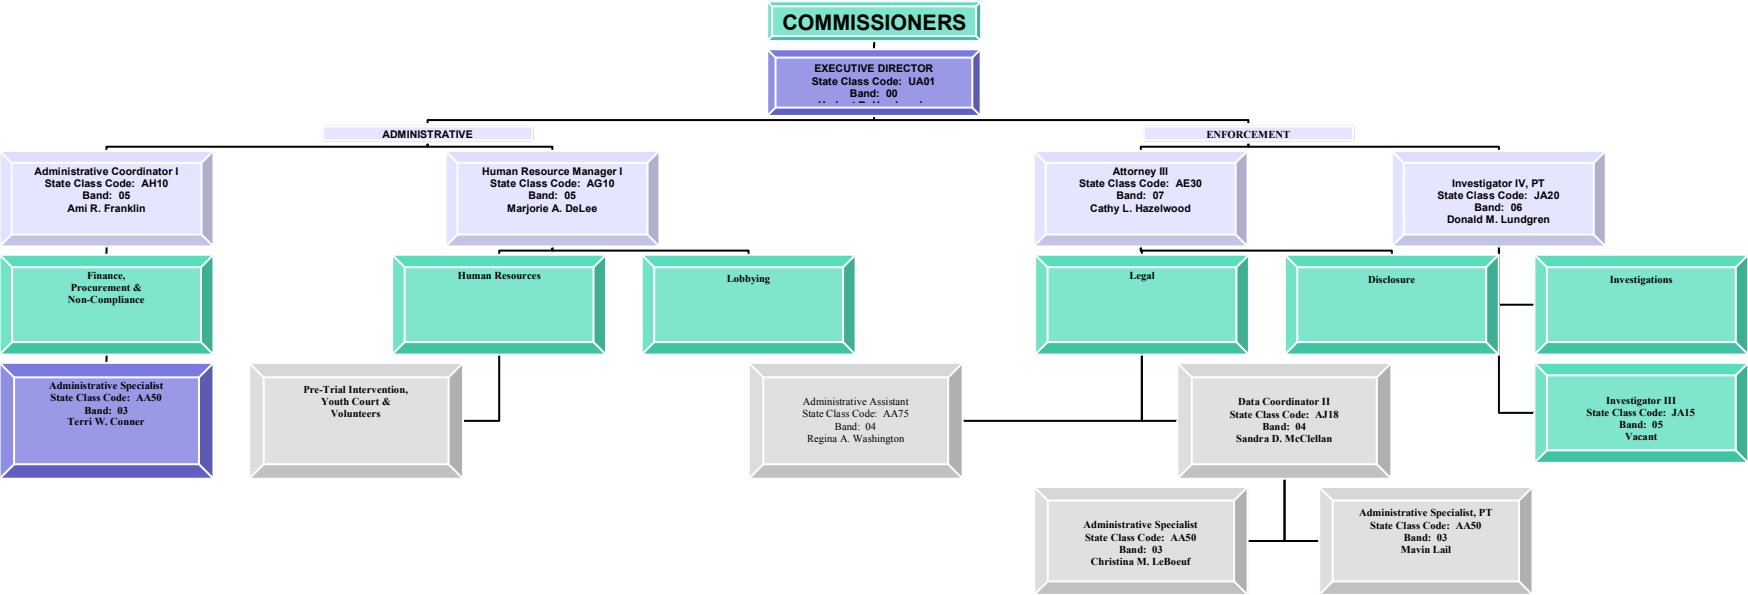 COMMISSIONERS
EXECUTIVE DIRECTOR
State Class Code: UA01
Band: 00
ADMINISTRATIVE
ENFORCEMENT
Administrative Coordinator I
State Class Code: AH10
Band: 05
Ami R. Franklin
Human Resource Manager I
State Class Code: AG10
Band: 05
Marjorie A. DeLee
Attorney III
State Class Code: AE30
Band: 07
Cathy L. Hazelwood
Investigator IV, PT
State Class Code: JA20
Band: 06
Donald M. Lundgren
Finance,
Procurement &
Non-Compliance
Human Resources
Lobbying
Legal
Disclosure
Investigations
Administrative Specialist
State Class Code: AA50
Band: 03
Terri W. Conner
Pre-Trial Intervention,
Youth Court &
Volunteers
Administrative Assistant
State Class Code: AA75
Band: 04
Regina A. Washington
Data Coordinator II
State Class Code: AJ18
Band: 04
Sandra D. McClellan
Investigator III
State Class Code: JA15
Band: 05
Vacant
Administrative Specialist
State Class Code: AA50
Band: 03
Christina M. LeBoeuf
Administrative Specialist, PT
State Class Code: AA50
Band: 03
Mavin Lail